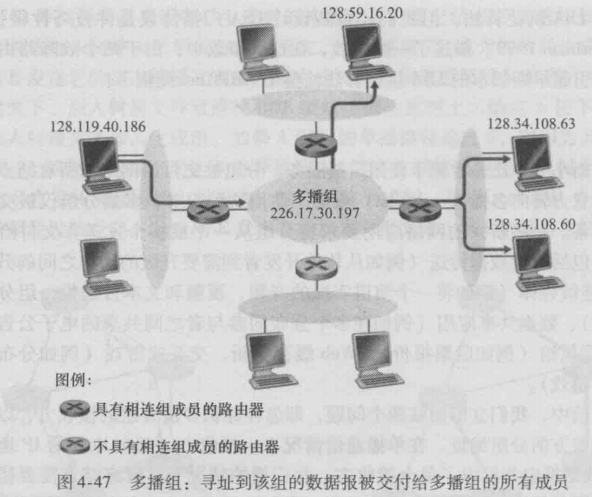 128.59.16.20
128.119.40.186
128.34.108.63
多播组
226.17.30.197
128.34.108.60
图例：
具有相连组成员的路由器
不具有相连组成员的路由器
图 4-47 多播组：寻址到该组的数据报被交付给多播组的所有成员